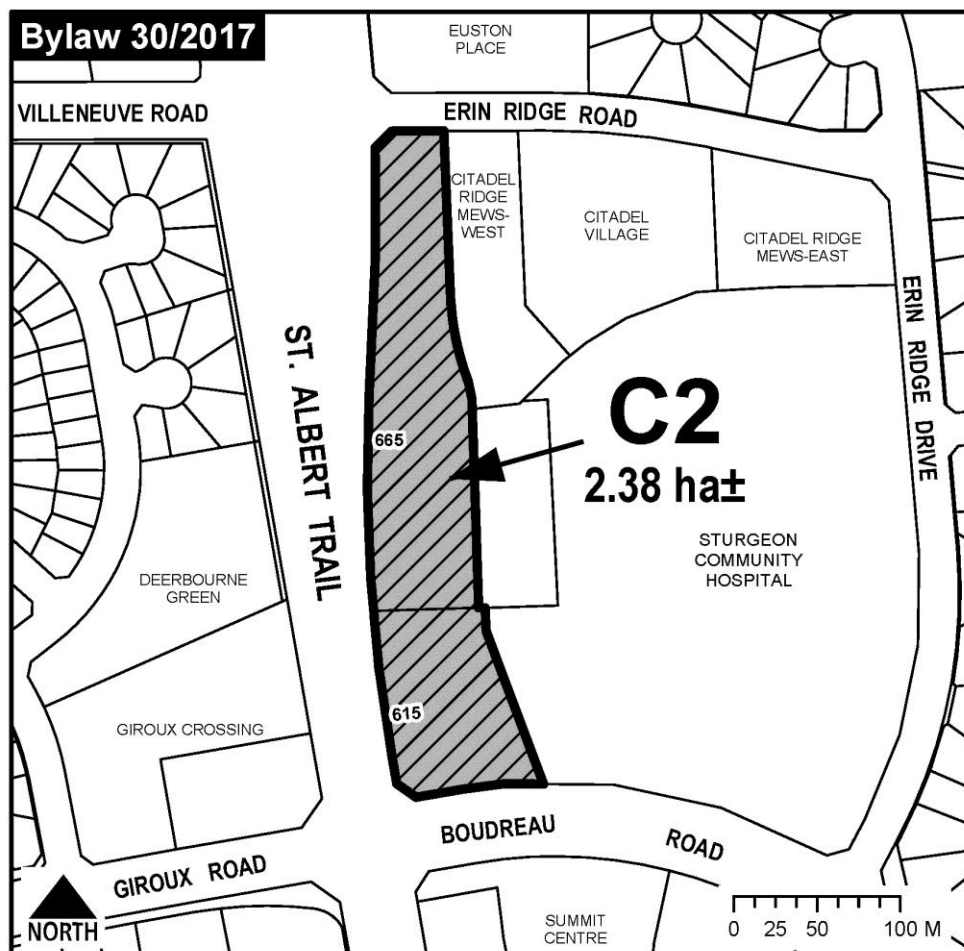 Bylaw 30/2017
EUSTON
PLACE
VILLENEUVE ROAD
ERIN RIDGE ROAD
CITADEL
RIDGE
MEWS-
WEST
CITADEL
VILLAGE
CITADEL RIDGE
MEWS-EAST
ERIN RIDGE DRIVE
ST. ALBERT TRAIL
C2
2.38 ha±
665
STURGEON
COMMUNITY
HOSPITAL
DEERBOURNE
GREEN
615
GIROUX CROSSING
BOUDREAU ROAD
GIROUX ROAD
NORTH
SUMMIT
CENTRE
0 25 50 100 M